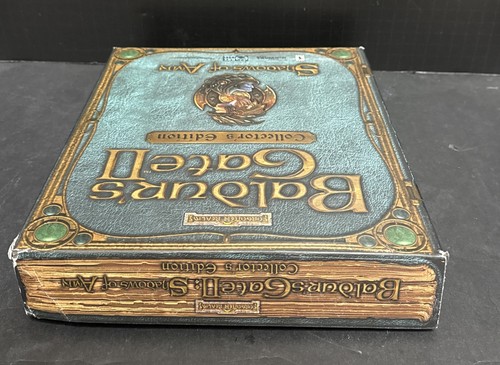 FORGOTTEN REALMS
Baldur's
Gate II
Collector's Edition
Shadows of Amn
Baldur's Gate II: Shadows of Amn
Collector's Edition
FORGOTTEN REALMS